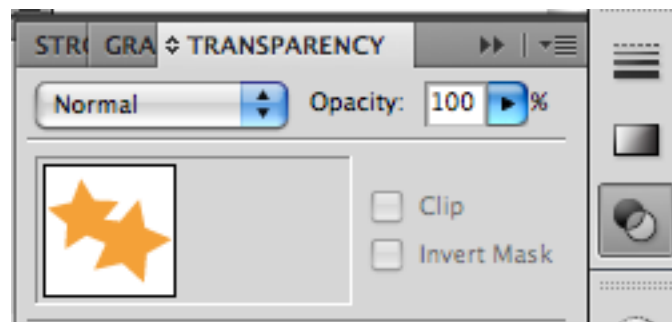 STR GRA TRANSPARENCY
Normal Opacity: 100 %
Clip
Invert Mask